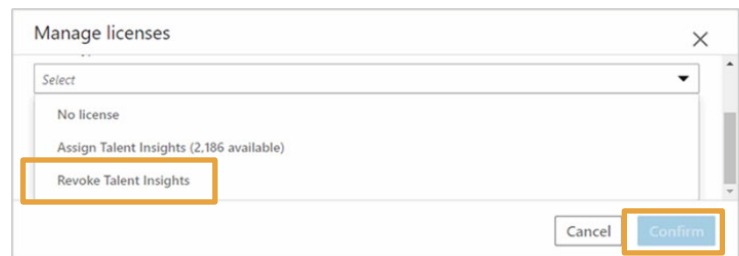 Manage licenses
Select
No license
Assign Talent Insights (2,186 available)
Revoke Talent Insights
Cancel Confirm